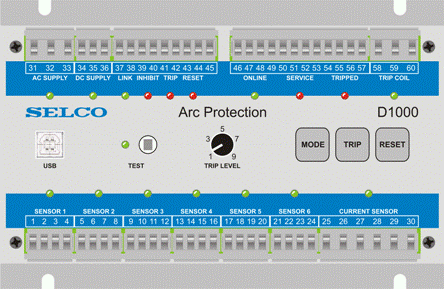 31 32 33 34 35 36 37 38 39 40 41 42 43 44 45 46 47 48 49 50 51 52 53 54 55 56 57 58 59 60
AC SUPPLY DC SUPPLY LINK INHIBIT TRIP RESET ONLINE SERVICE TRIPPED TRIP COIL
SELCO Arc Protection D1000
USB TEST 1 3 5 7 9 TRIP LEVEL MODE TRIP RESET
SENSOR 1 SENSOR 2 SENSOR 3 SENSOR 4 SENSOR 5 SENSOR 6 CURRENT SENSOR
1 2 3 4 5 6 7 8 9 10 11 12 13 14 15 16 17 18 19 20 21 22 23 24 25 26 27 28 29 30